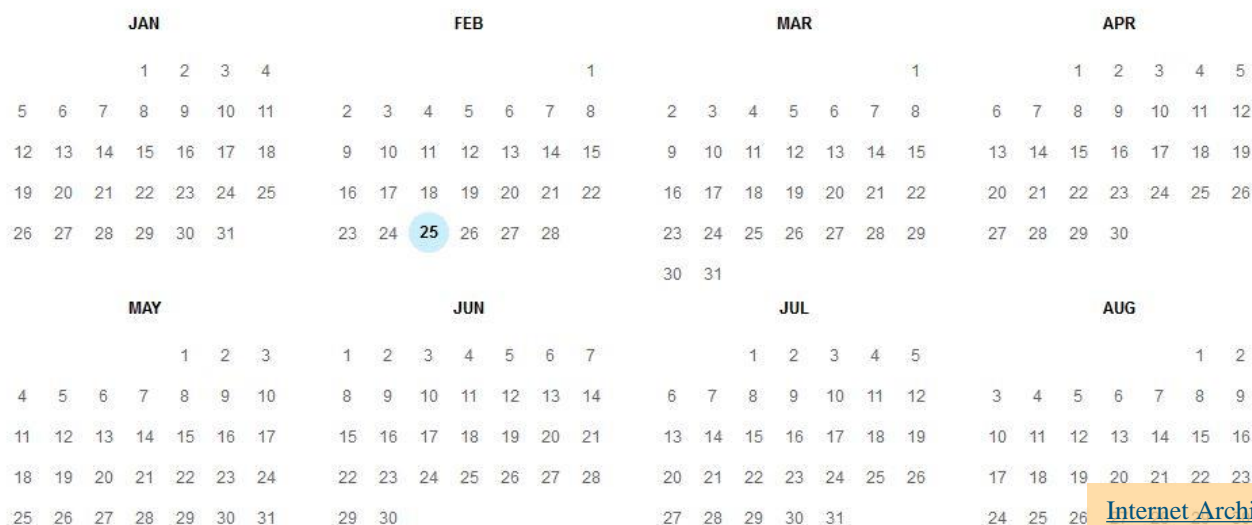 JAN FEB MAR APR
1 2 3 4 1 1 1 2 3 4 5
5 6 7 8 9 10 11 2 3 4 5 6 7 8 2 3 4 5 6 7 8 6 7 8 9 10 11 12
12 13 14 15 16 17 18 9 10 11 12 13 14 15 9 10 11 12 13 14 15 13 14 15 16 17 18 19
19 20 21 22 23 24 25 16 17 18 19 20 21 22 16 17 18 19 20 21 22 20 21 22 23 24 25 26
26 27 28 29 30 31 23 24 25 26 27 28 23 24 25 26 27 28 29 27 28 29 30
30 31
MAY JUN JUL AUG
1 2 3 1 2 3 4 5 6 7 1 2 3 4 5 1 2
4 5 6 7 8 9 10 8 9 10 11 12 13 14 6 7 8 9 10 11 12 3 4 5 6 7 8 9
11 12 13 14 15 16 17 15 16 17 18 19 20 21 13 14 15 16 17 18 19 10 11 12 13 14 15 16
18 19 20 21 22 23 24 22 23 24 25 26 27 28 20 21 22 23 24 25 26 17 18 19 20 21 22 23
25 26 27 28 29 30 31 29 30 27 28 29 30 31 24 25 26 Internet Archi